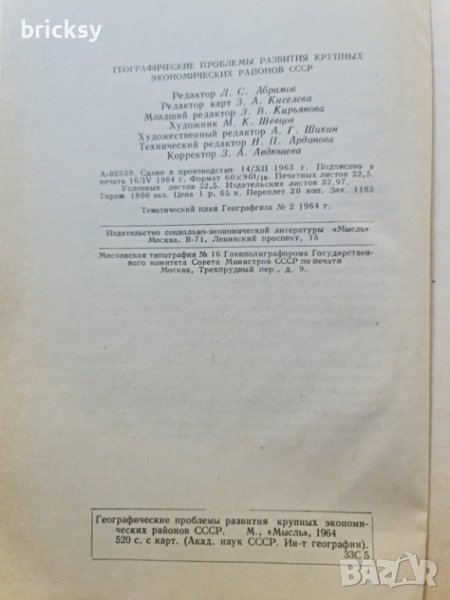 bricksy
ГЕОГРАФИЧЕСКИЕ ПРОБЛЕМЫ РАЗВИТИЯ КРУПНЫХ
ЭКОНОМИЧЕСКИХ РАЙОНОВ СССР
Редактор Л. С. Абрамов
Редактор карт З. А. Киселева
Младший редактор З. В. Кирьянова
Художник М. К. Шевцов
Художественный редактор А. Г. Шикин
Технический редактор Н. П. Арданова
Корректор З. А. Авдюшева
А-02559. Сдано в производство 14/XII 1963 г. Подписано в
печать 16/IV 1964 г. Формат 60×90¹/₁₆. Печатных листов 32,5.
Условных листов 32,5. Издательских листов 32,97.
Тираж 1800 экз. Цена 1 р. 65 к. Переплет 20 коп. Зак. 1183
Тематический план Географгиза № 2 1964 г.
Издательство социально-экономической литературы «Мысль»
Москва, В-71, Ленинский проспект, 15
Московская типография № 16 Главполиграфпрома Государствен-
ного комитета Совета Министров СССР по печати
Москва, Трехпрудный пер., д. 9.
Географические проблемы развития крупных экономи-
ческих районов СССР. М., «Мысль», 1964
520 с. с карт. (Акад. наук СССР. Ин-т географии).
33С5
BAZAR